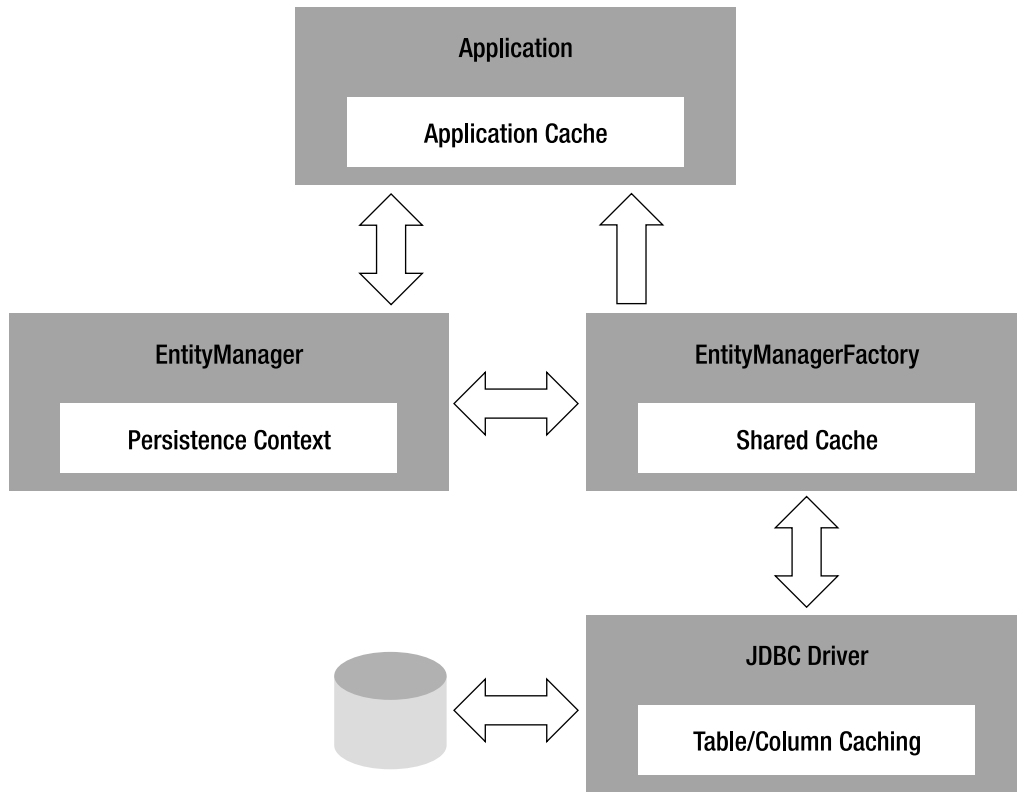 Application
Application Cache
EntityManager
Persistence Context
EntityManagerFactory
Shared Cache
JDBC Driver
Table/Column Caching